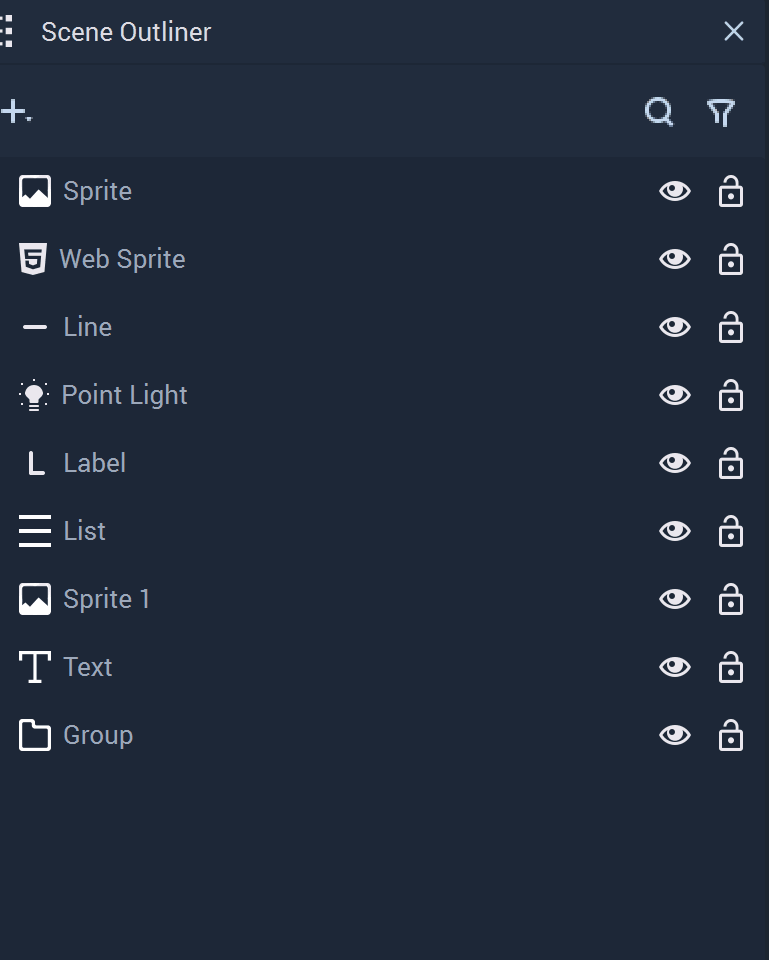 Scene Outliner
Sprite
Web Sprite
Line
Point Light
Label
List
Sprite 1
Text
Group